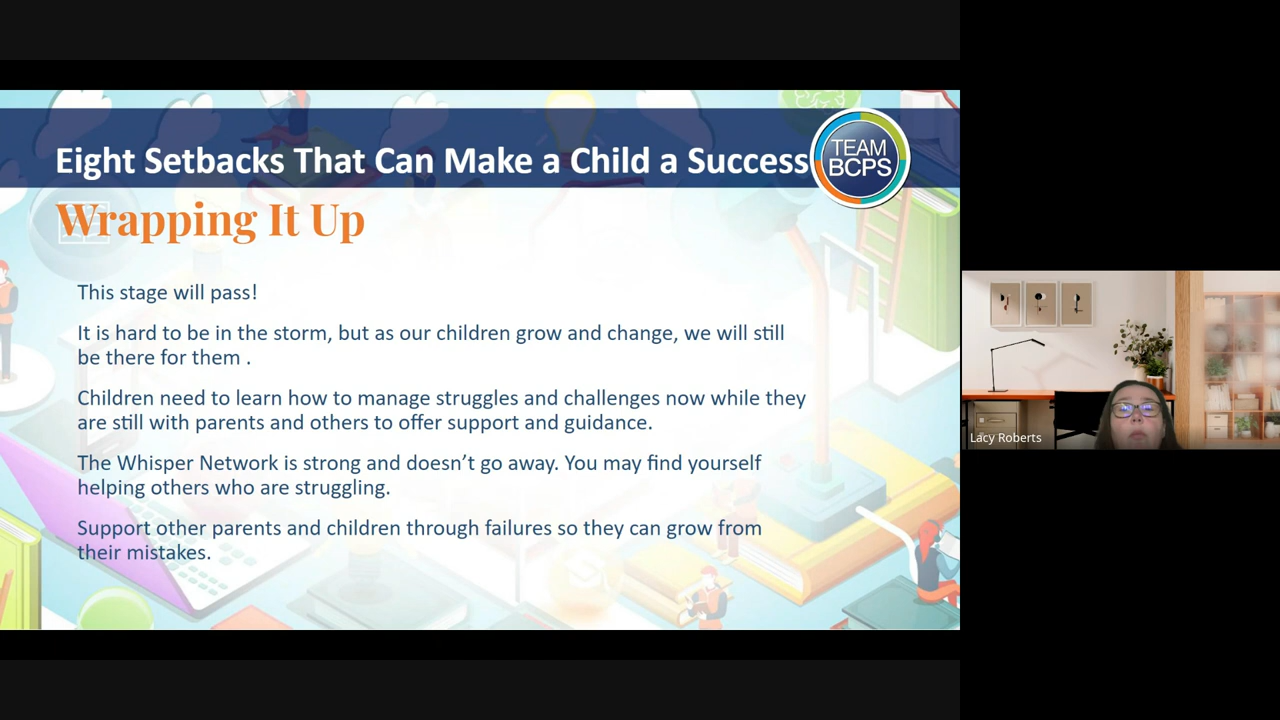 Eight Setbacks That Can Make a Child a Success
TEAM
BCPS
Wrapping It Up
This stage will pass!
It is hard to be in the storm, but as our children grow and change, we will still
be there for them .
Children need to learn how to manage struggles and challenges now while they
are still with parents and others to offer support and guidance.
The Whisper Network is strong and doesn’t go away. You may find yourself
helping others who are struggling.
Support other parents and children through failures so they can grow from
their mistakes.
Lacy Roberts